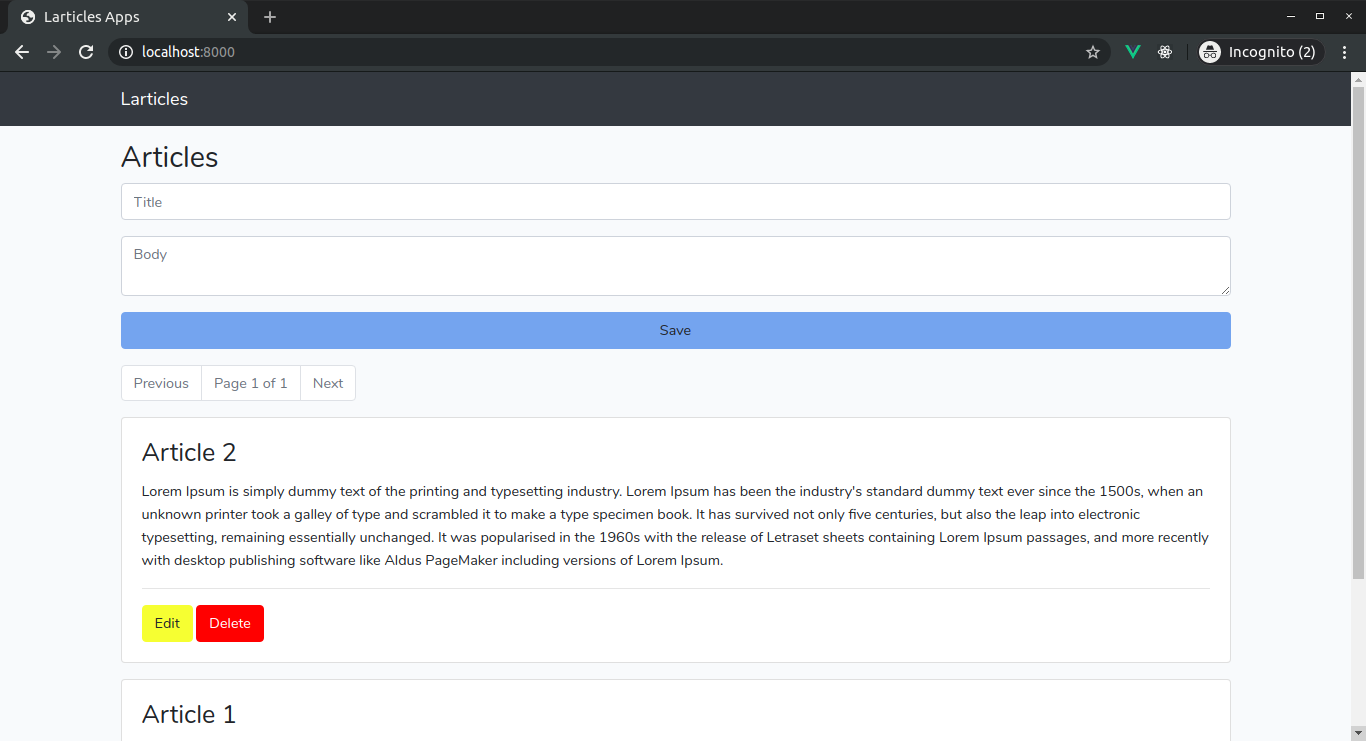 Larticles Apps
localhost:8000
Incognito (2)
Larticles
Articles
Title
Body
Save
Previous
Page 1 of 1
Next
Article 2
Lorem Ipsum is simply dummy text of the printing and typesetting industry. Lorem Ipsum has been the industry's standard dummy text ever since the 1500s, when an
unknown printer took a galley of type and scrambled it to make a type specimen book. It has survived not only five centuries, but also the leap into electronic
typesetting, remaining essentially unchanged. It was popularised in the 1960s with the release of Letraset sheets containing Lorem Ipsum passages, and more recently
with desktop publishing software like Aldus PageMaker including versions of Lorem Ipsum.
Edit
Delete
Article 1